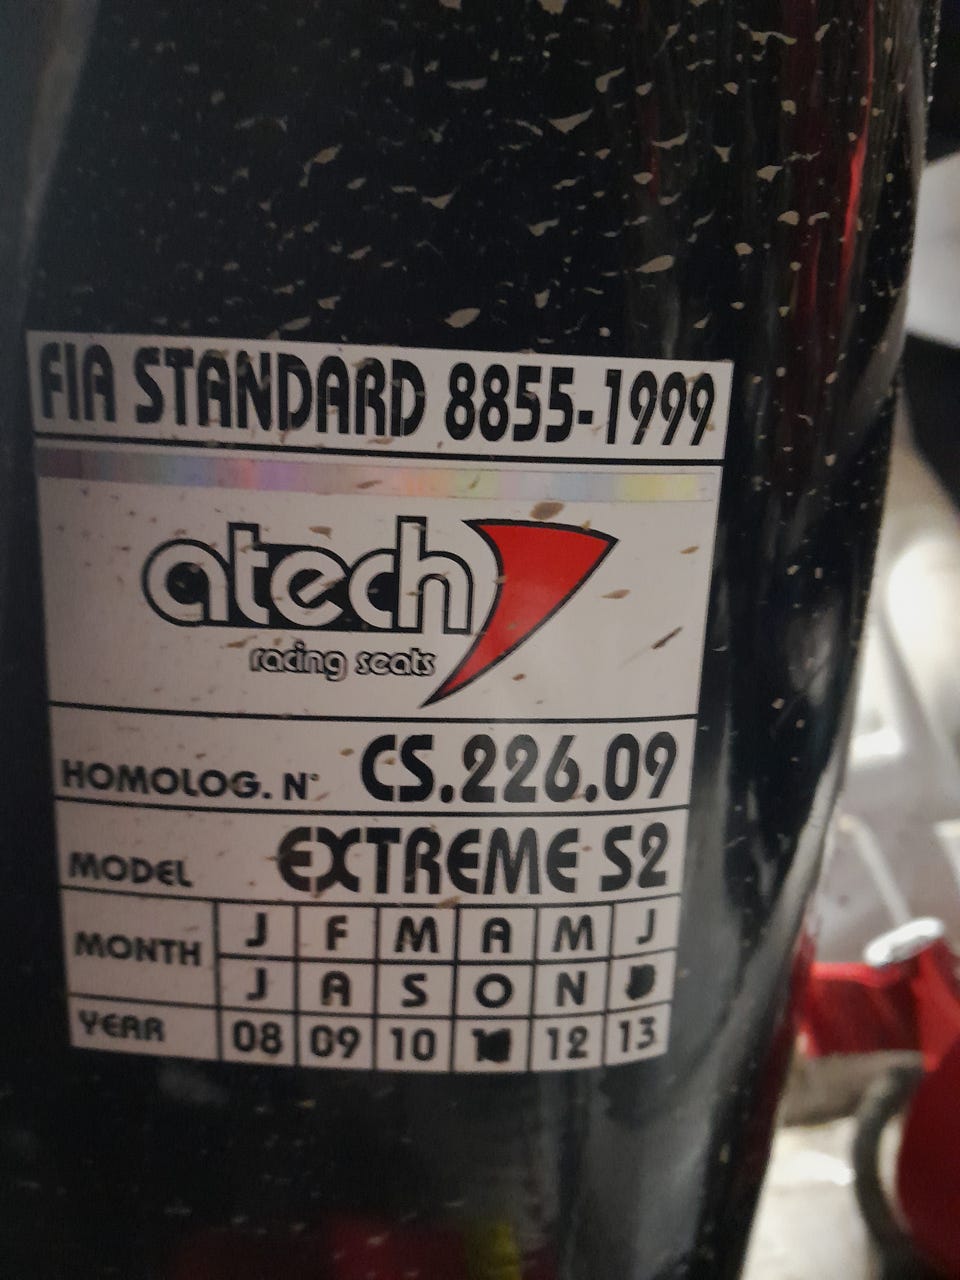 FIA STANDARD 8855-1999
atech
racing seats
HOMOLOG. N° CS.226.09
MODEL EXTREME S2
MONTH J F M A M J
J A S O N
YEAR 08 09 10 12 13